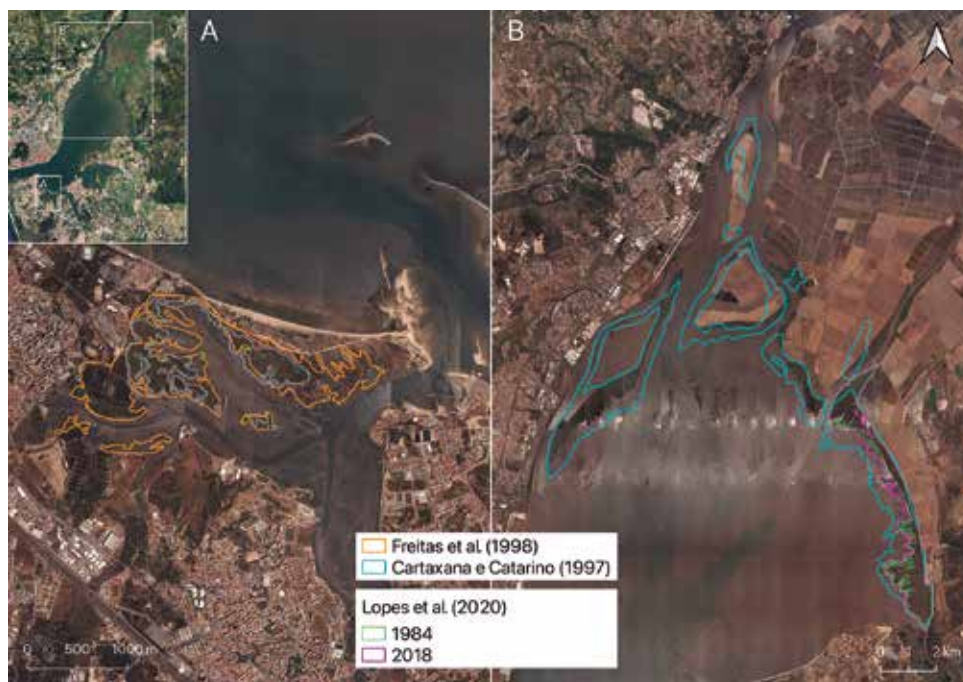 A
B
B
A
Freitas et al. (1998)
Cartaxana e Catarino (1997)
Lopes et al. (2020)
1984
2018
0 500 1000 m
0 1 2 km